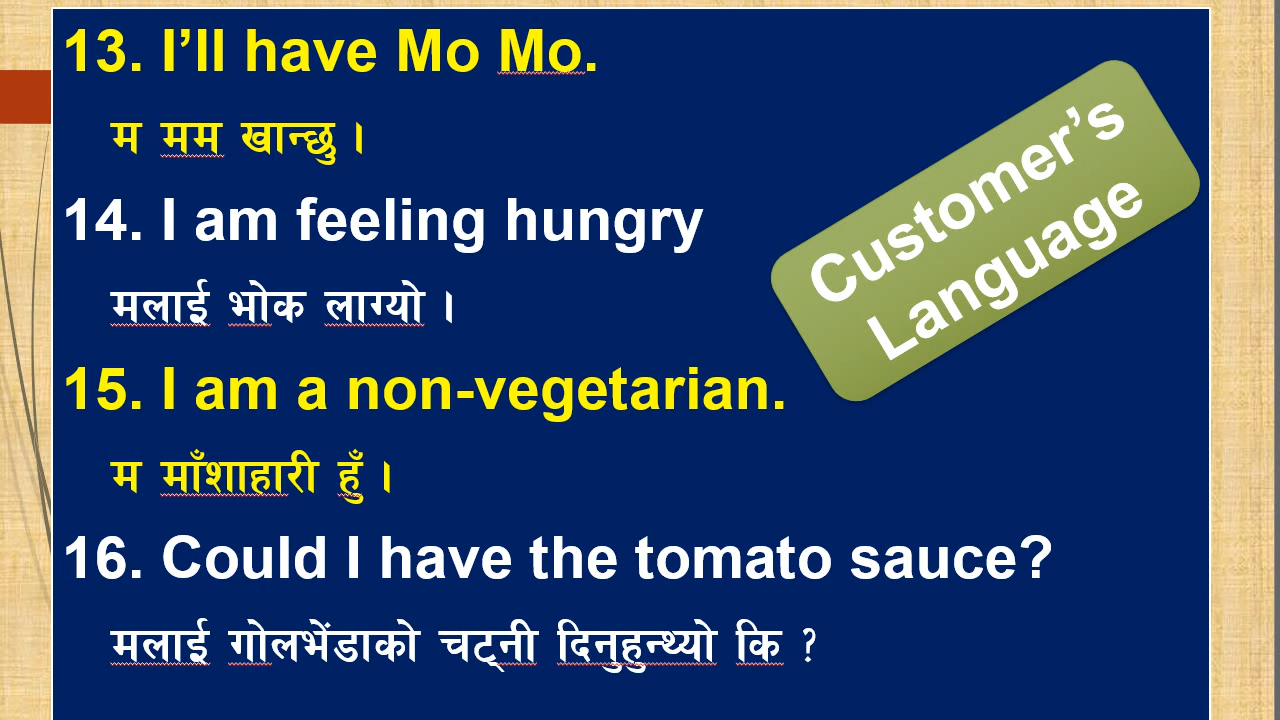 13. I’ll have Mo Mo.
म मम खान्छु ।
14. I am feeling hungry
मलाई भोक लाग्यो ।
15. I am a non-vegetarian.
म माँशाहारी हुँ ।
16. Could I have the tomato sauce?
मलाई गोलभेंडाको चट्नी दिनुहुन्थ्यो कि ?
Customer’s
Language